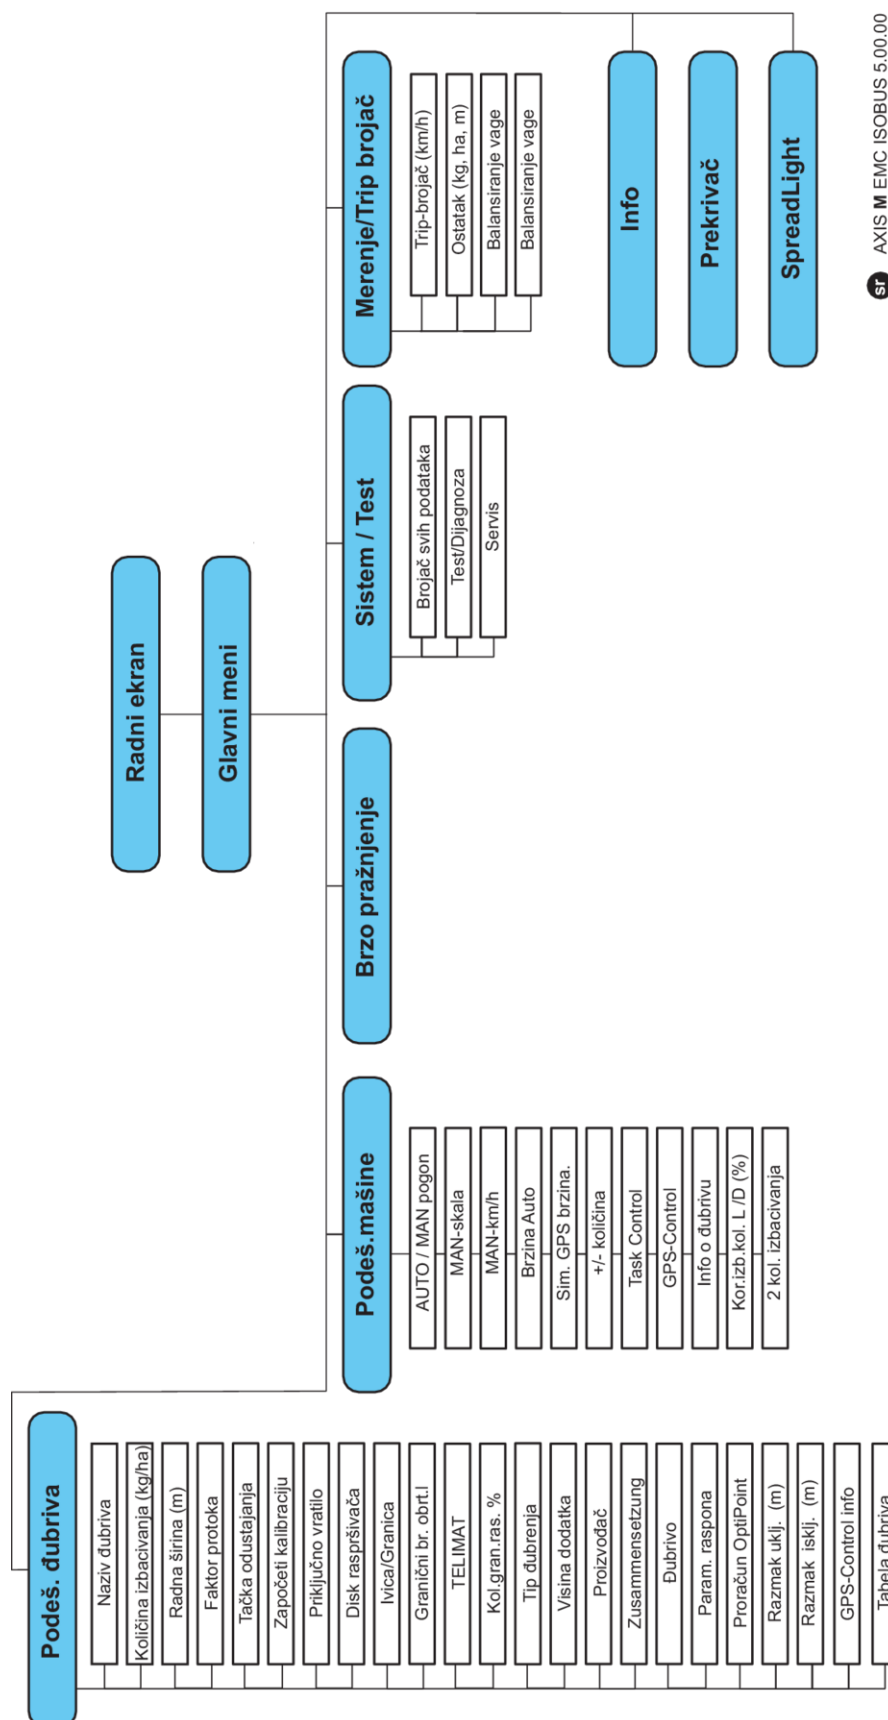 Radni ekran
Glavni meni
Podeš. đubriva
Naziv đubriva
Količina izbacivanja (kg/ha)
Radna širina (m)
Faktor protoka
Tačka odustajanja
Započeti kalibraciju
Priključno vratilo
Disk raspršivača
Ivica/Granica
Granični br. obrt.l
TELIMAT
Kol.gran.ras. %
Tip đubrenja
Visina dodatka
Proizvođač
Zusammensetzung
Đubrivo
Param. raspona
Proračun OptiPoint
Razmak uklj. (m)
Razmak isklj. (m)
GPS-Control info
Tabela đubriva
Podeš.mašine
AUTO / MAN pogon
MAN-skala
MAN-km/h
Brzina Auto
Sim. GPS brzina.
+/- količina
Task Control
GPS-Control
Info o đubrivu
Kor.izb.kol. L /D (%)
2 kol. izbacivanja
Brzo pražnjenje
Sistem / Test
Brojač svih podataka
Test/Dijagnoza
Servis
Merenje/Trip brojač
Trip-brojač (km/h)
Ostatak (kg, ha, m)
Balansiranje vage
Balansiranje vage
Info
Prekrivač
SpreadLight
sr AXIS M EMC ISOBUS 5.00.00